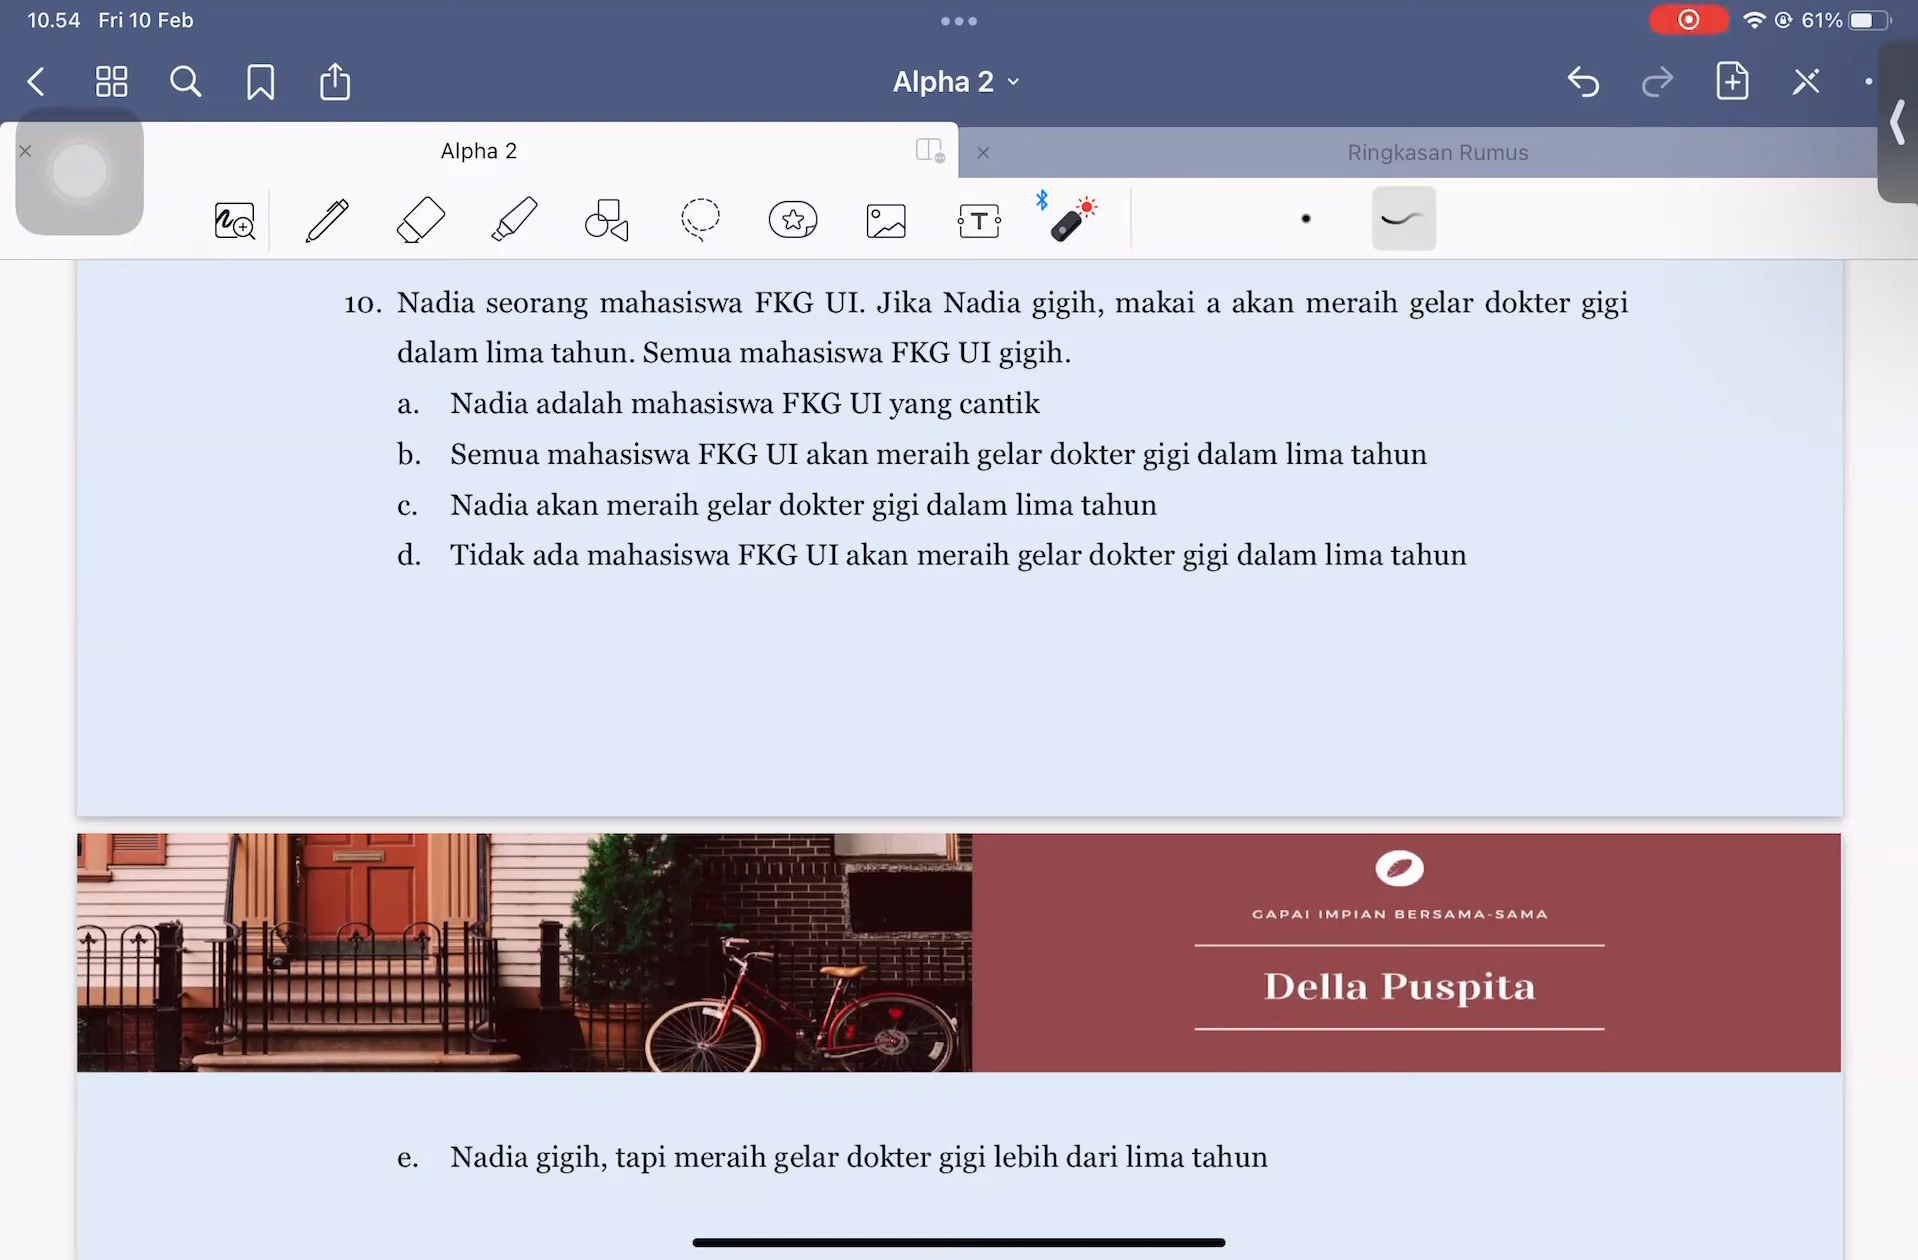 10.54 Fri 10 Feb
61%
Alpha 2
Alpha 2
Ringkasan Rumus
T
10. Nadia seorang mahasiswa FKG UI. Jika Nadia gigih, makai a akan meraih gelar dokter gigi
dalam lima tahun. Semua mahasiswa FKG UI gigih.
a. Nadia adalah mahasiswa FKG UI yang cantik
b. Semua mahasiswa FKG UI akan meraih gelar dokter gigi dalam lima tahun
c. Nadia akan meraih gelar dokter gigi dalam lima tahun
d. Tidak ada mahasiswa FKG UI akan meraih gelar dokter gigi dalam lima tahun
GAPAI IMPIAN BERSAMA-SAMA
Della Puspita
e. Nadia gigih, tapi meraih gelar dokter gigi lebih dari lima tahun